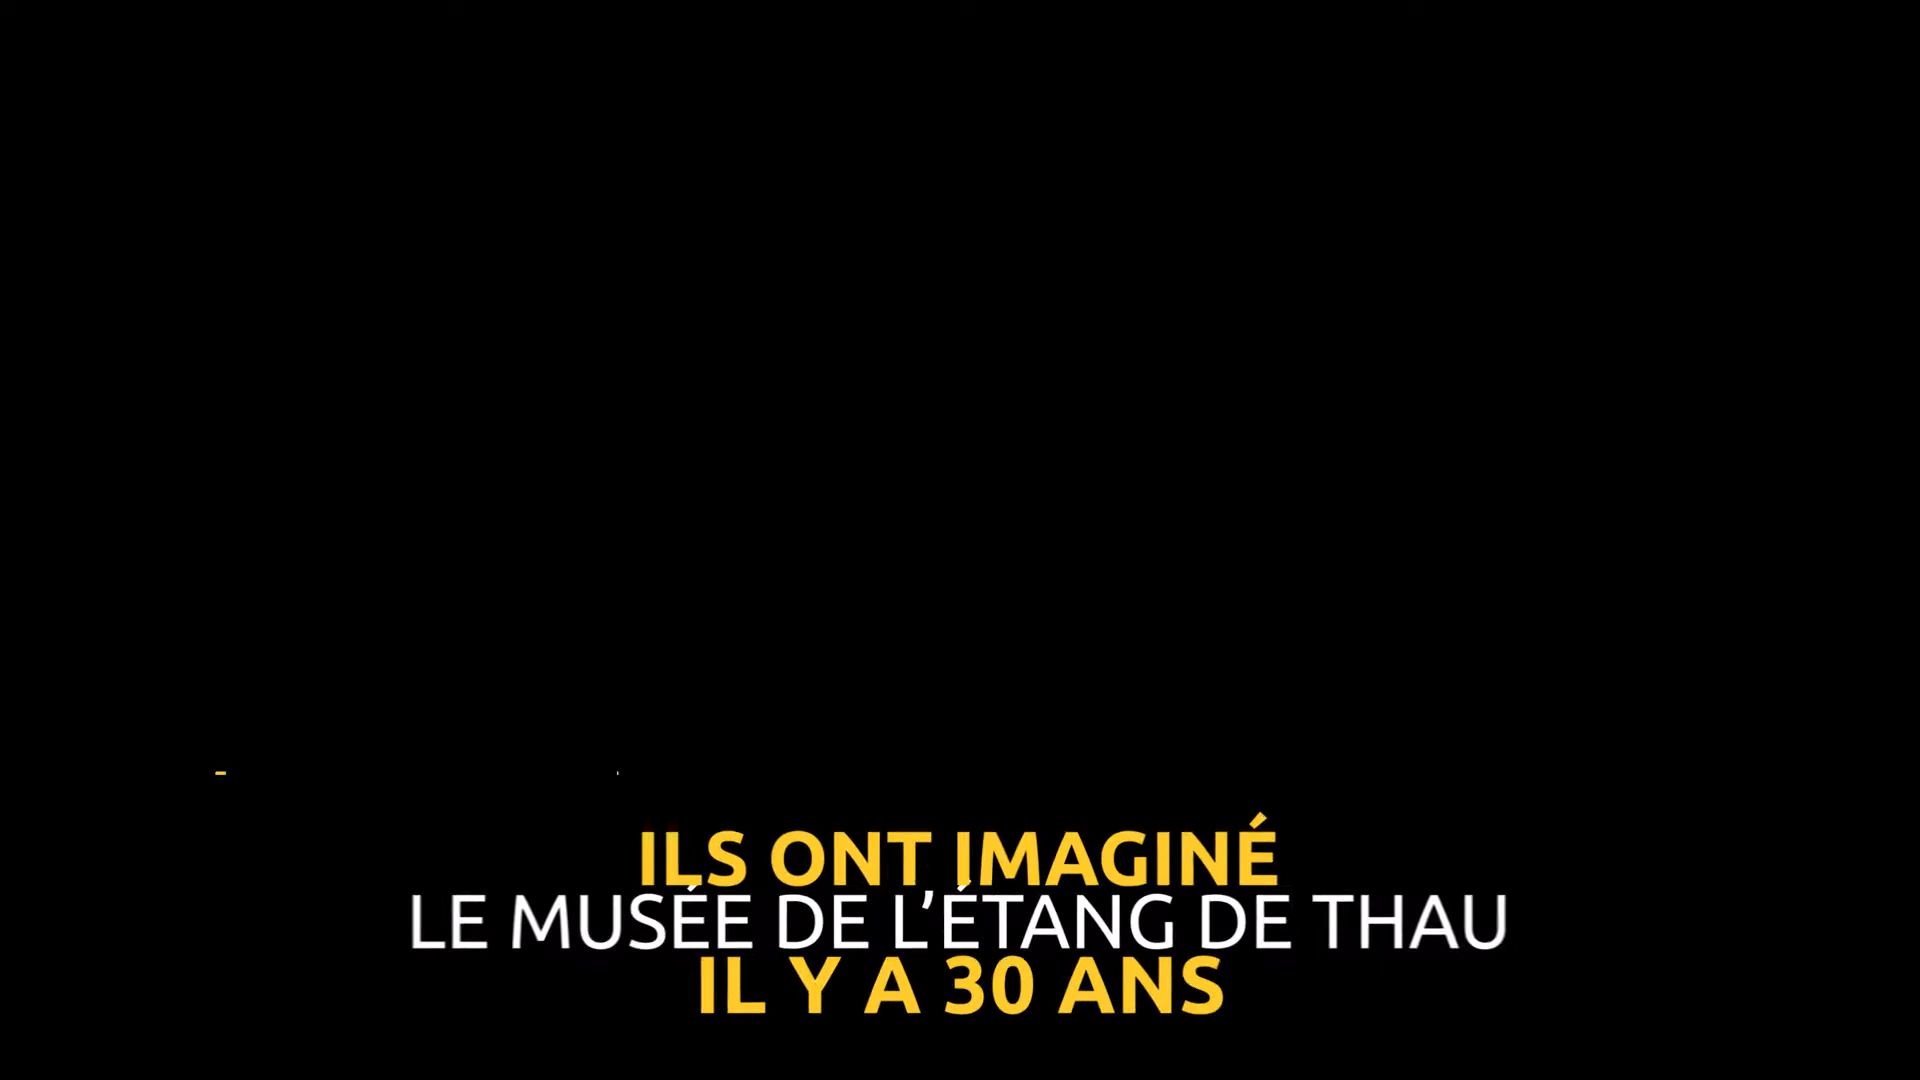 ILS ONT IMAGINÉ
LE MUSÉE DE L’ÉTANG DE THAU
IL Y A 30 ANS